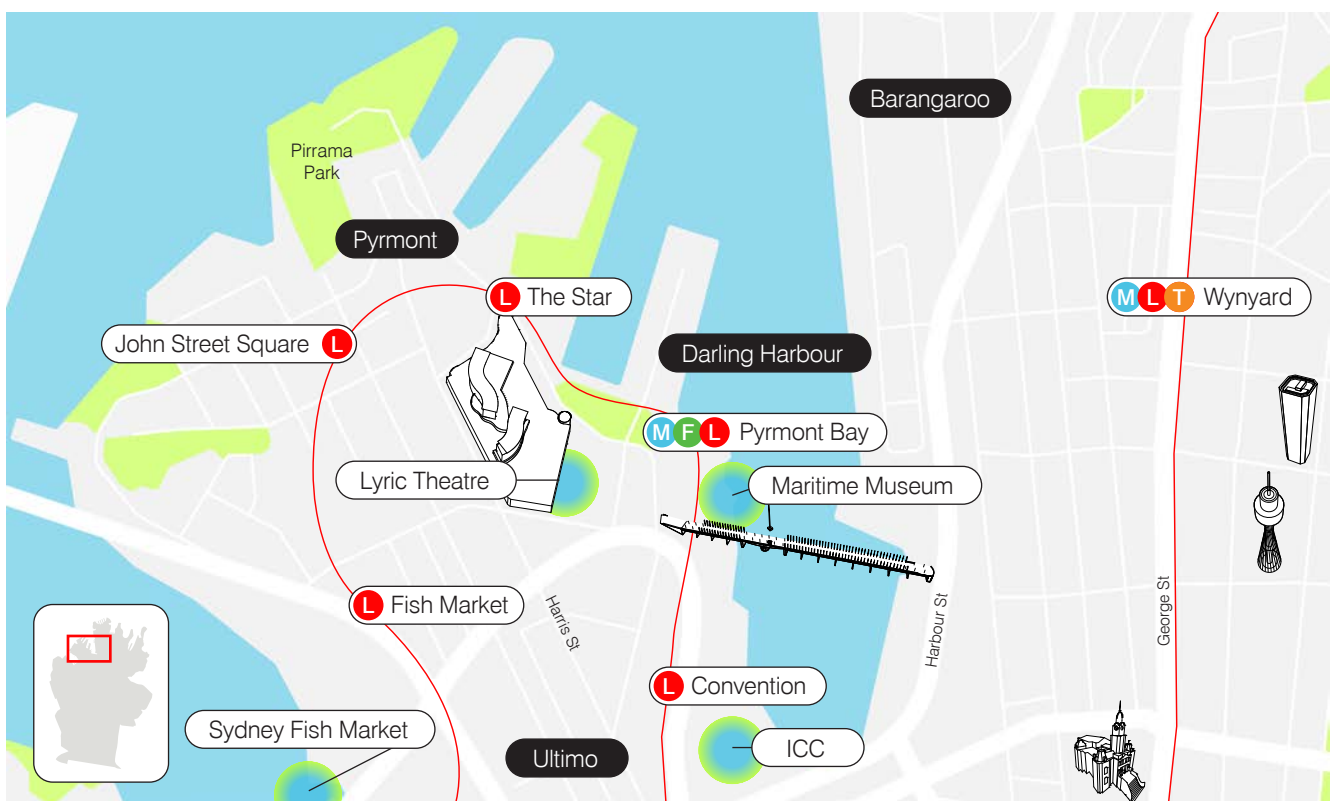 Barangaroo
Pirrama
Park
Pyrmont
L The Star
M L T Wynyard
John Street Square L
Darling Harbour
M F L Pyrmont Bay
Lyric Theatre
Maritime Museum
L Fish Market
Harris St
Harbour St
George St
L Convention
Sydney Fish Market
Ultimo
ICC